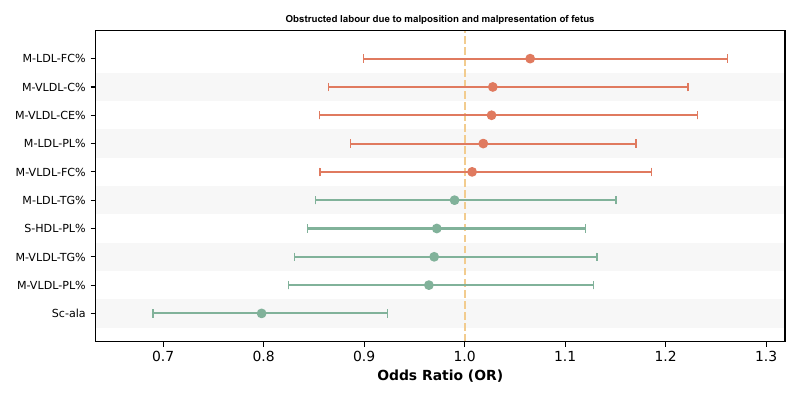 Obstructed labour due to malposition and malpresentation of fetus
M-LDL-FC%
M-VLDL-C%
M-VLDL-CE%
M-LDL-PL%
M-VLDL-FC%
M-LDL-TG%
S-HDL-PL%
M-VLDL-TG%
M-VLDL-PL%
Sc-ala
0.7 0.8 0.9 1.0 1.1 1.2 1.3
Odds Ratio (OR)